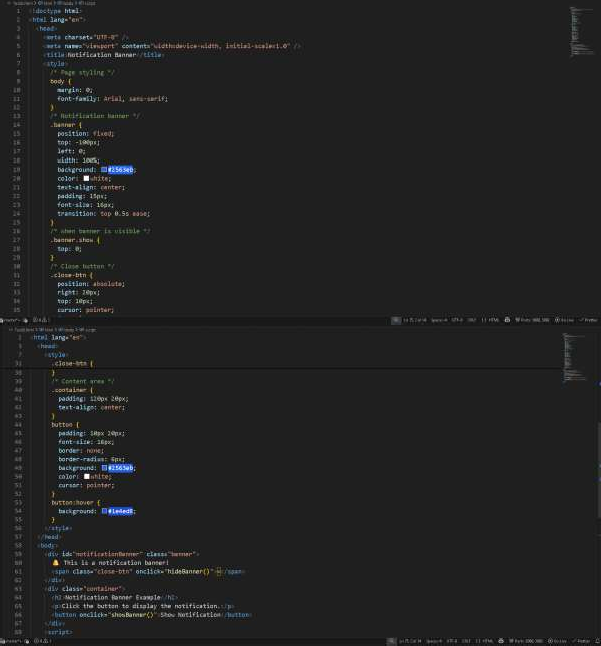 <!doctype html>
<html lang="en">
<head>
<meta charset="UTF-8" />
<meta name="viewport" content="width=device-width, initial-scale=1.0" />
<title>Notification Banner</title>
<style>
/* Page styling */
body {
margin: 0;
font-family: Arial, sans-serif;
}
/* Notification banner */
.banner {
position: fixed;
top: -100px;
left: 0;
width: 100%;
background: #2563eb;
color: white;
text-align: center;
padding: 15px;
font-size: 16px;
transition: top 0.5s ease;
}
/* When banner is visible */
.banner.show {
top: 0;
}
/* Close button */
.close-btn {
position: absolute;
right: 20px;
top: 10px;
cursor: pointer;
<html lang="en">
<head>
<style>
.close-btn {
}
/* Content area */
.container {
padding: 120px 20px;
text-align: center;
}
button {
padding: 10px 20px;
font-size: 16px;
border: none;
border-radius: 6px;
background: #2563eb;
color: white;
cursor: pointer;
}
button:hover {
background: #1e4ed8;
}
</style>
</head>
<body>
<div id="notificationBanner" class="banner">
🔔 This is a notification banner!
<span class="close-btn" onclick="hideBanner()"></span>
</div>
<div class="container">
<h1>Notification Banner Example</h1>
<p>Click the button to display the notification.</p>
<button onclick="showBanner()">Show Notification</button>
</div>
<script>